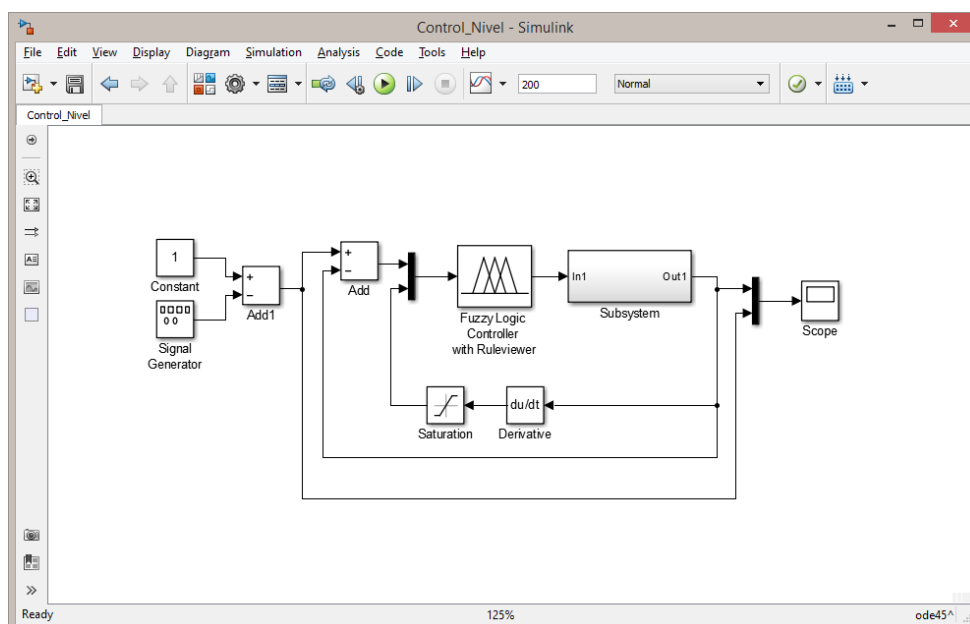 Control_Nivel - Simulink
File Edit View Display Diagram Simulation Analysis Code Tools Help
200 Normal
Control_Nivel
1
Constant
+
−
Add1
Signal
Generator
+
−
Add
Fuzzy Logic
Controller
with Ruleviewer
In1 Out1
Subsystem
Scope
Saturation
du/dt
Derivative
Ready 125% ode45^